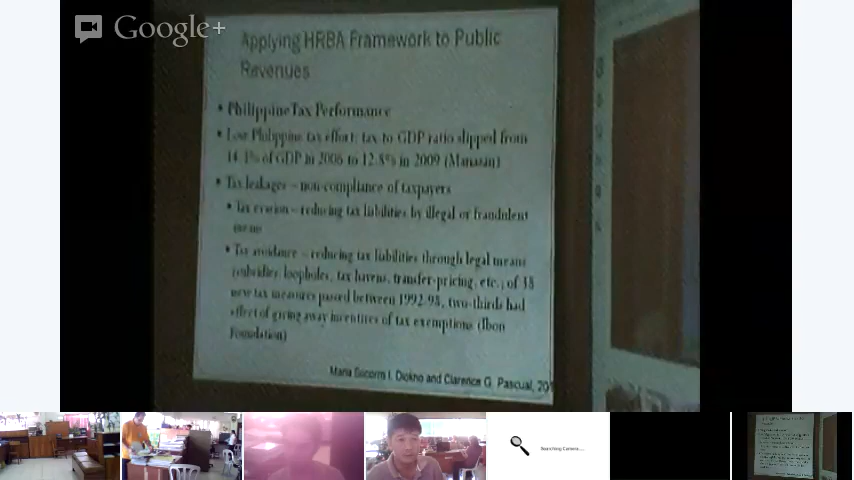 Google+
Applying HRBA Framework to Public
Revenues
• Philippine Tax Performance
• Low Philippine tax effort: tax to GDP ratio slipped from
14.3% of GDP in 2006 to 12.8% in 2009 (Manasan)
• Tax leakages – non-compliance of taxpayers
• Tax evasion – reducing tax liabilities by illegal or fraudulent
means
• Tax avoidance – reducing tax liabilities through legal means
(subsidies, loopholes, tax havens, transfer-pricing, etc., of 38
new tax measures passed between 1992-98, two-thirds had
effect of giving away incentives of tax exemptions (Ibon
Foundation)
Maria Socorro I. Diokno and Clarence G. Pascual, 20
Searching Camera....